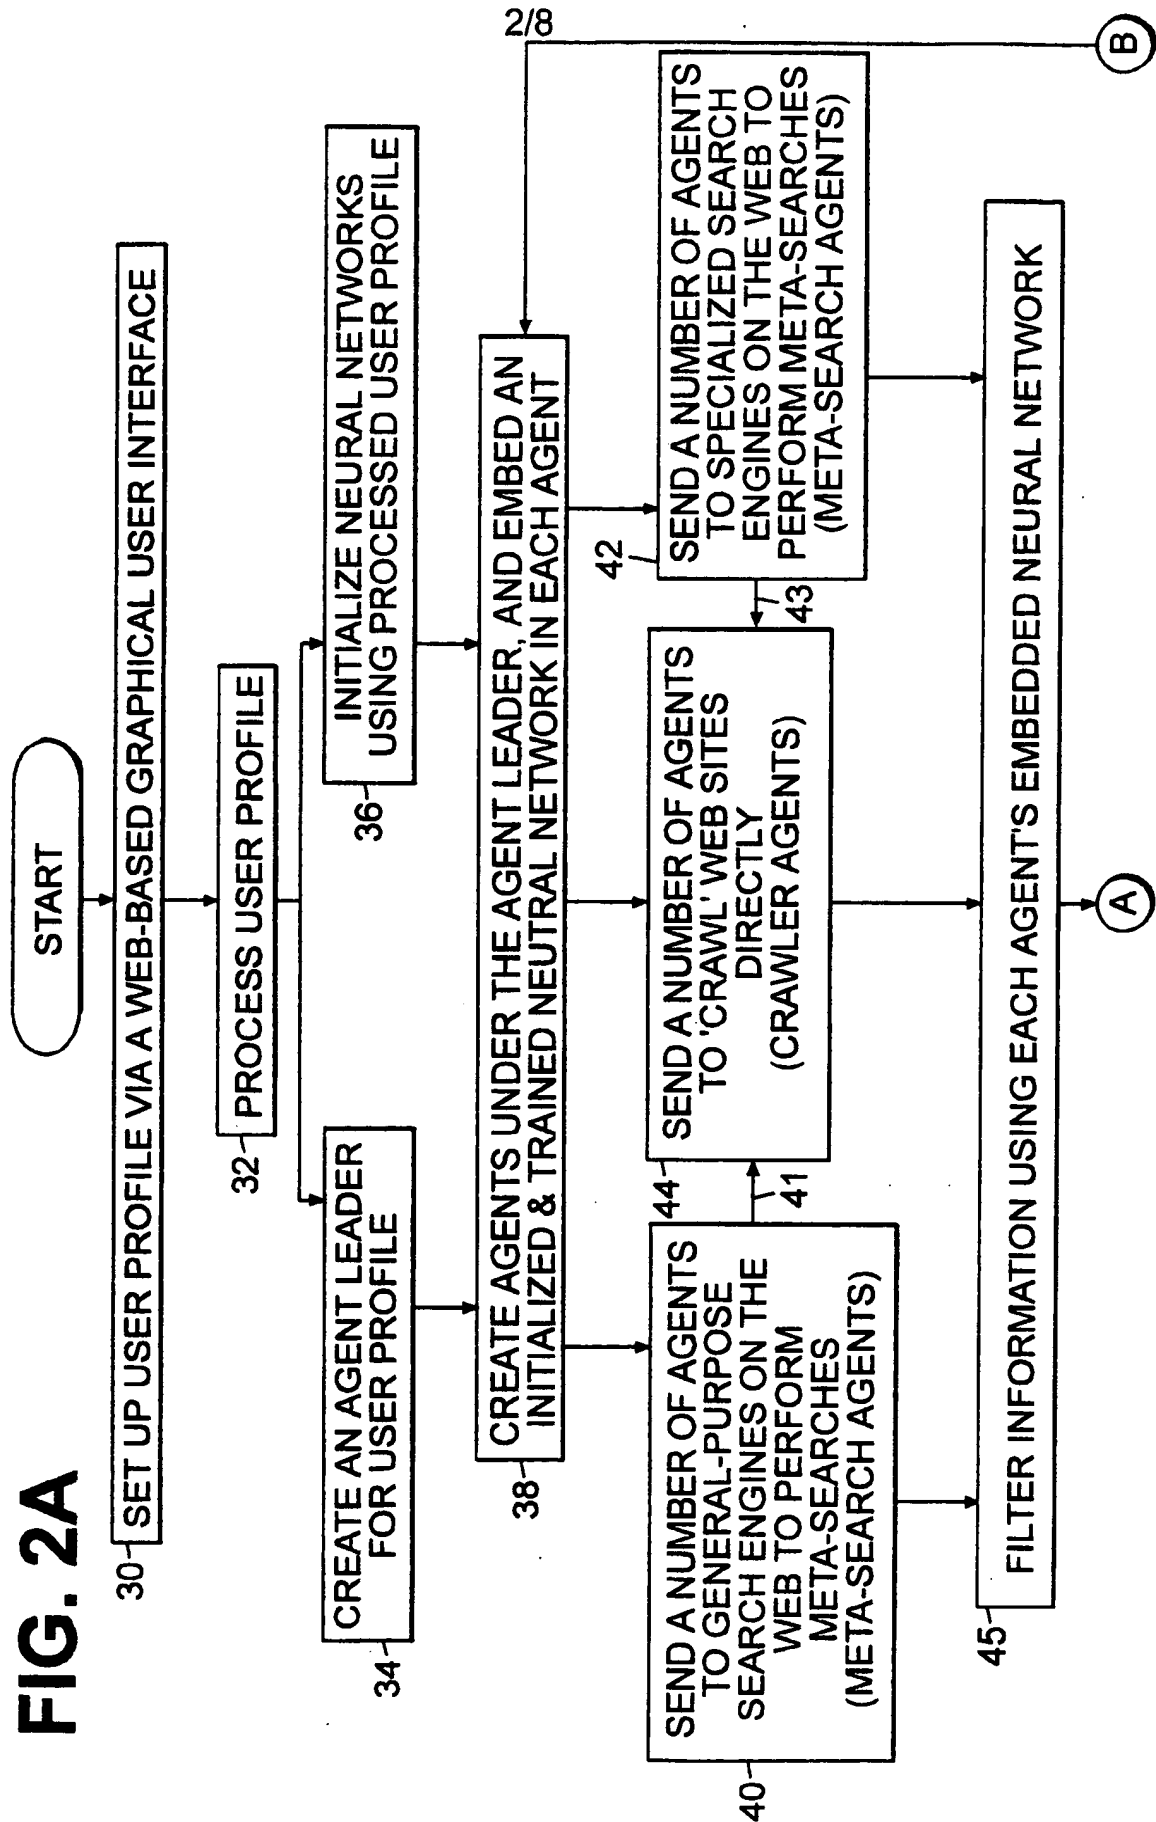 2/8
FIG. 2A
START
30
SET UP USER PROFILE VIA A WEB-BASED GRAPHICAL USER INTERFACE
32
PROCESS USER PROFILE
34
CREATE AN AGENT LEADER
FOR USER PROFILE
36
INITIALIZE NEURAL NETWORKS
USING PROCESSED USER PROFILE
38
CREATE AGENTS UNDER THE AGENT LEADER, AND EMBED AN
INITIALIZED & TRAINED NEUTRAL NETWORK IN EACH AGENT
40
SEND A NUMBER OF AGENTS
TO GENERAL-PURPOSE
SEARCH ENGINES ON THE
WEB TO PERFORM
META-SEARCHES
(META-SEARCH AGENTS)
41
44
SEND A NUMBER OF AGENTS
TO 'CRAWL' WEB SITES
DIRECTLY
(CRAWLER AGENTS)
43
42
SEND A NUMBER OF AGENTS
TO SPECIALIZED SEARCH
ENGINES ON THE WEB TO
PERFORM META-SEARCHES
(META-SEARCH AGENTS)
45
FILTER INFORMATION USING EACH AGENT'S EMBEDDED NEURAL NETWORK
A
B